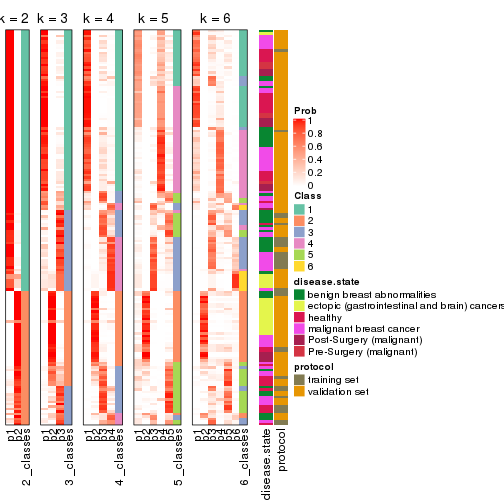 k = 2 k = 3 k = 4 k = 5 k = 6
Prob
1
0.8
0.6
0.4
0.2
0
Class
1
2
3
4
5
6
disease.state
benign breast abnormalities
ectopic (gastrointestinal and brain) cancers
healthy
malignant breast cancer
Post-Surgery (malignant)
Pre-Surgery (malignant)
protocol
training set
validation set
p1
p2
2_classes
p1
p2
p3
3_classes
p1
p2
p3
p4
4_classes
p1
p2
p3
p4
p5
5_classes
p1
p2
p3
p4
p5
p6
6_classes
disease.state
protocol